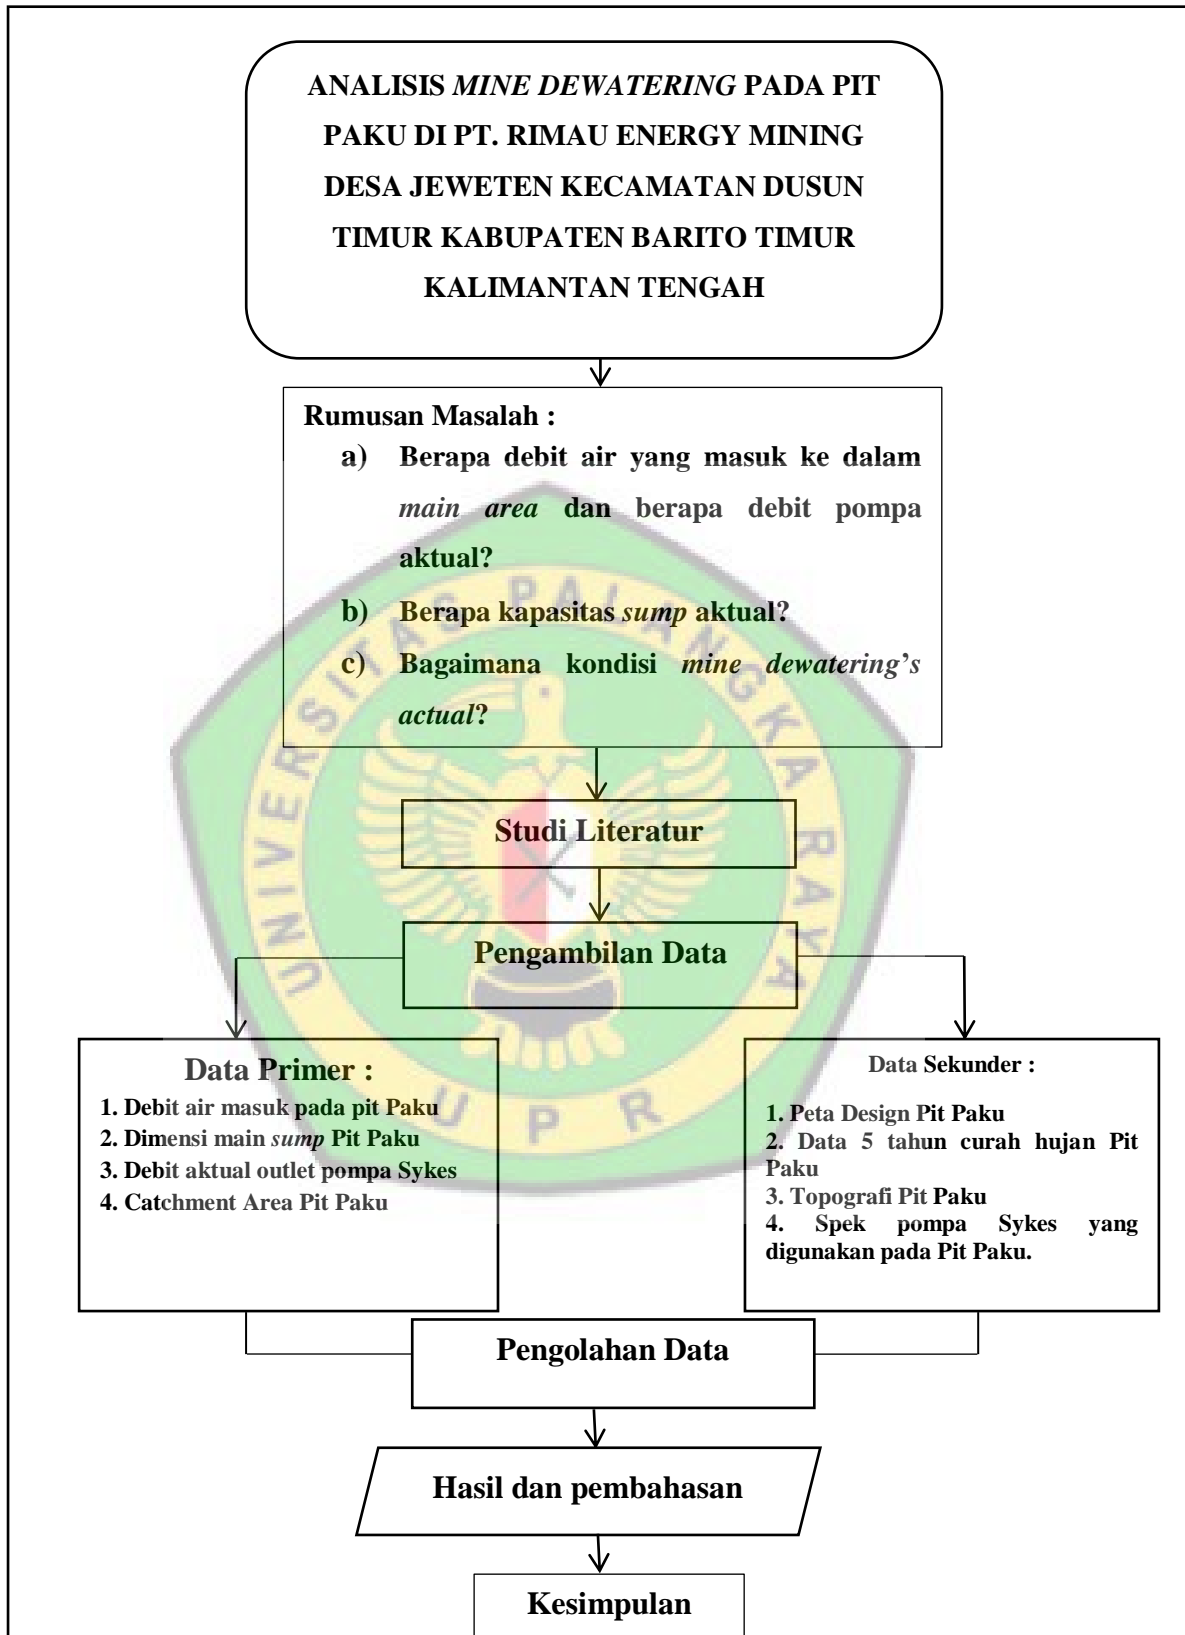 ANALISIS MINE DEWATERING PADA PIT
PAKU DI PT. RIMAU ENERGY MINING
DESA JEWETEN KECAMATAN DUSUN
TIMUR KABUPATEN BARITO TIMUR
KALIMANTAN TENGAH
Rumusan Masalah :
a) Berapa debit air yang masuk ke dalam
main area dan berapa debit pompa
aktual?
b) Berapa kapasitas sump aktual?
c) Bagaimana kondisi mine dewatering's
actual?
Studi Literatur
Pengambilan Data
Data Primer :
1. Debit air masuk pada pit Paku
2. Dimensi main sump Pit Paku
3. Debit aktual outlet pompa Sykes
4. Catchment Area Pit Paku
Data Sekunder :
1. Peta Design Pit Paku
2. Data 5 tahun curah hujan Pit
Paku
3. Topografi Pit Paku
4. Spek pompa Sykes yang
digunakan pada Pit Paku.
Pengolahan Data
Hasil dan pembahasan
Kesimpulan
UNIVERSITAS PALANGKA RAYA
UPR